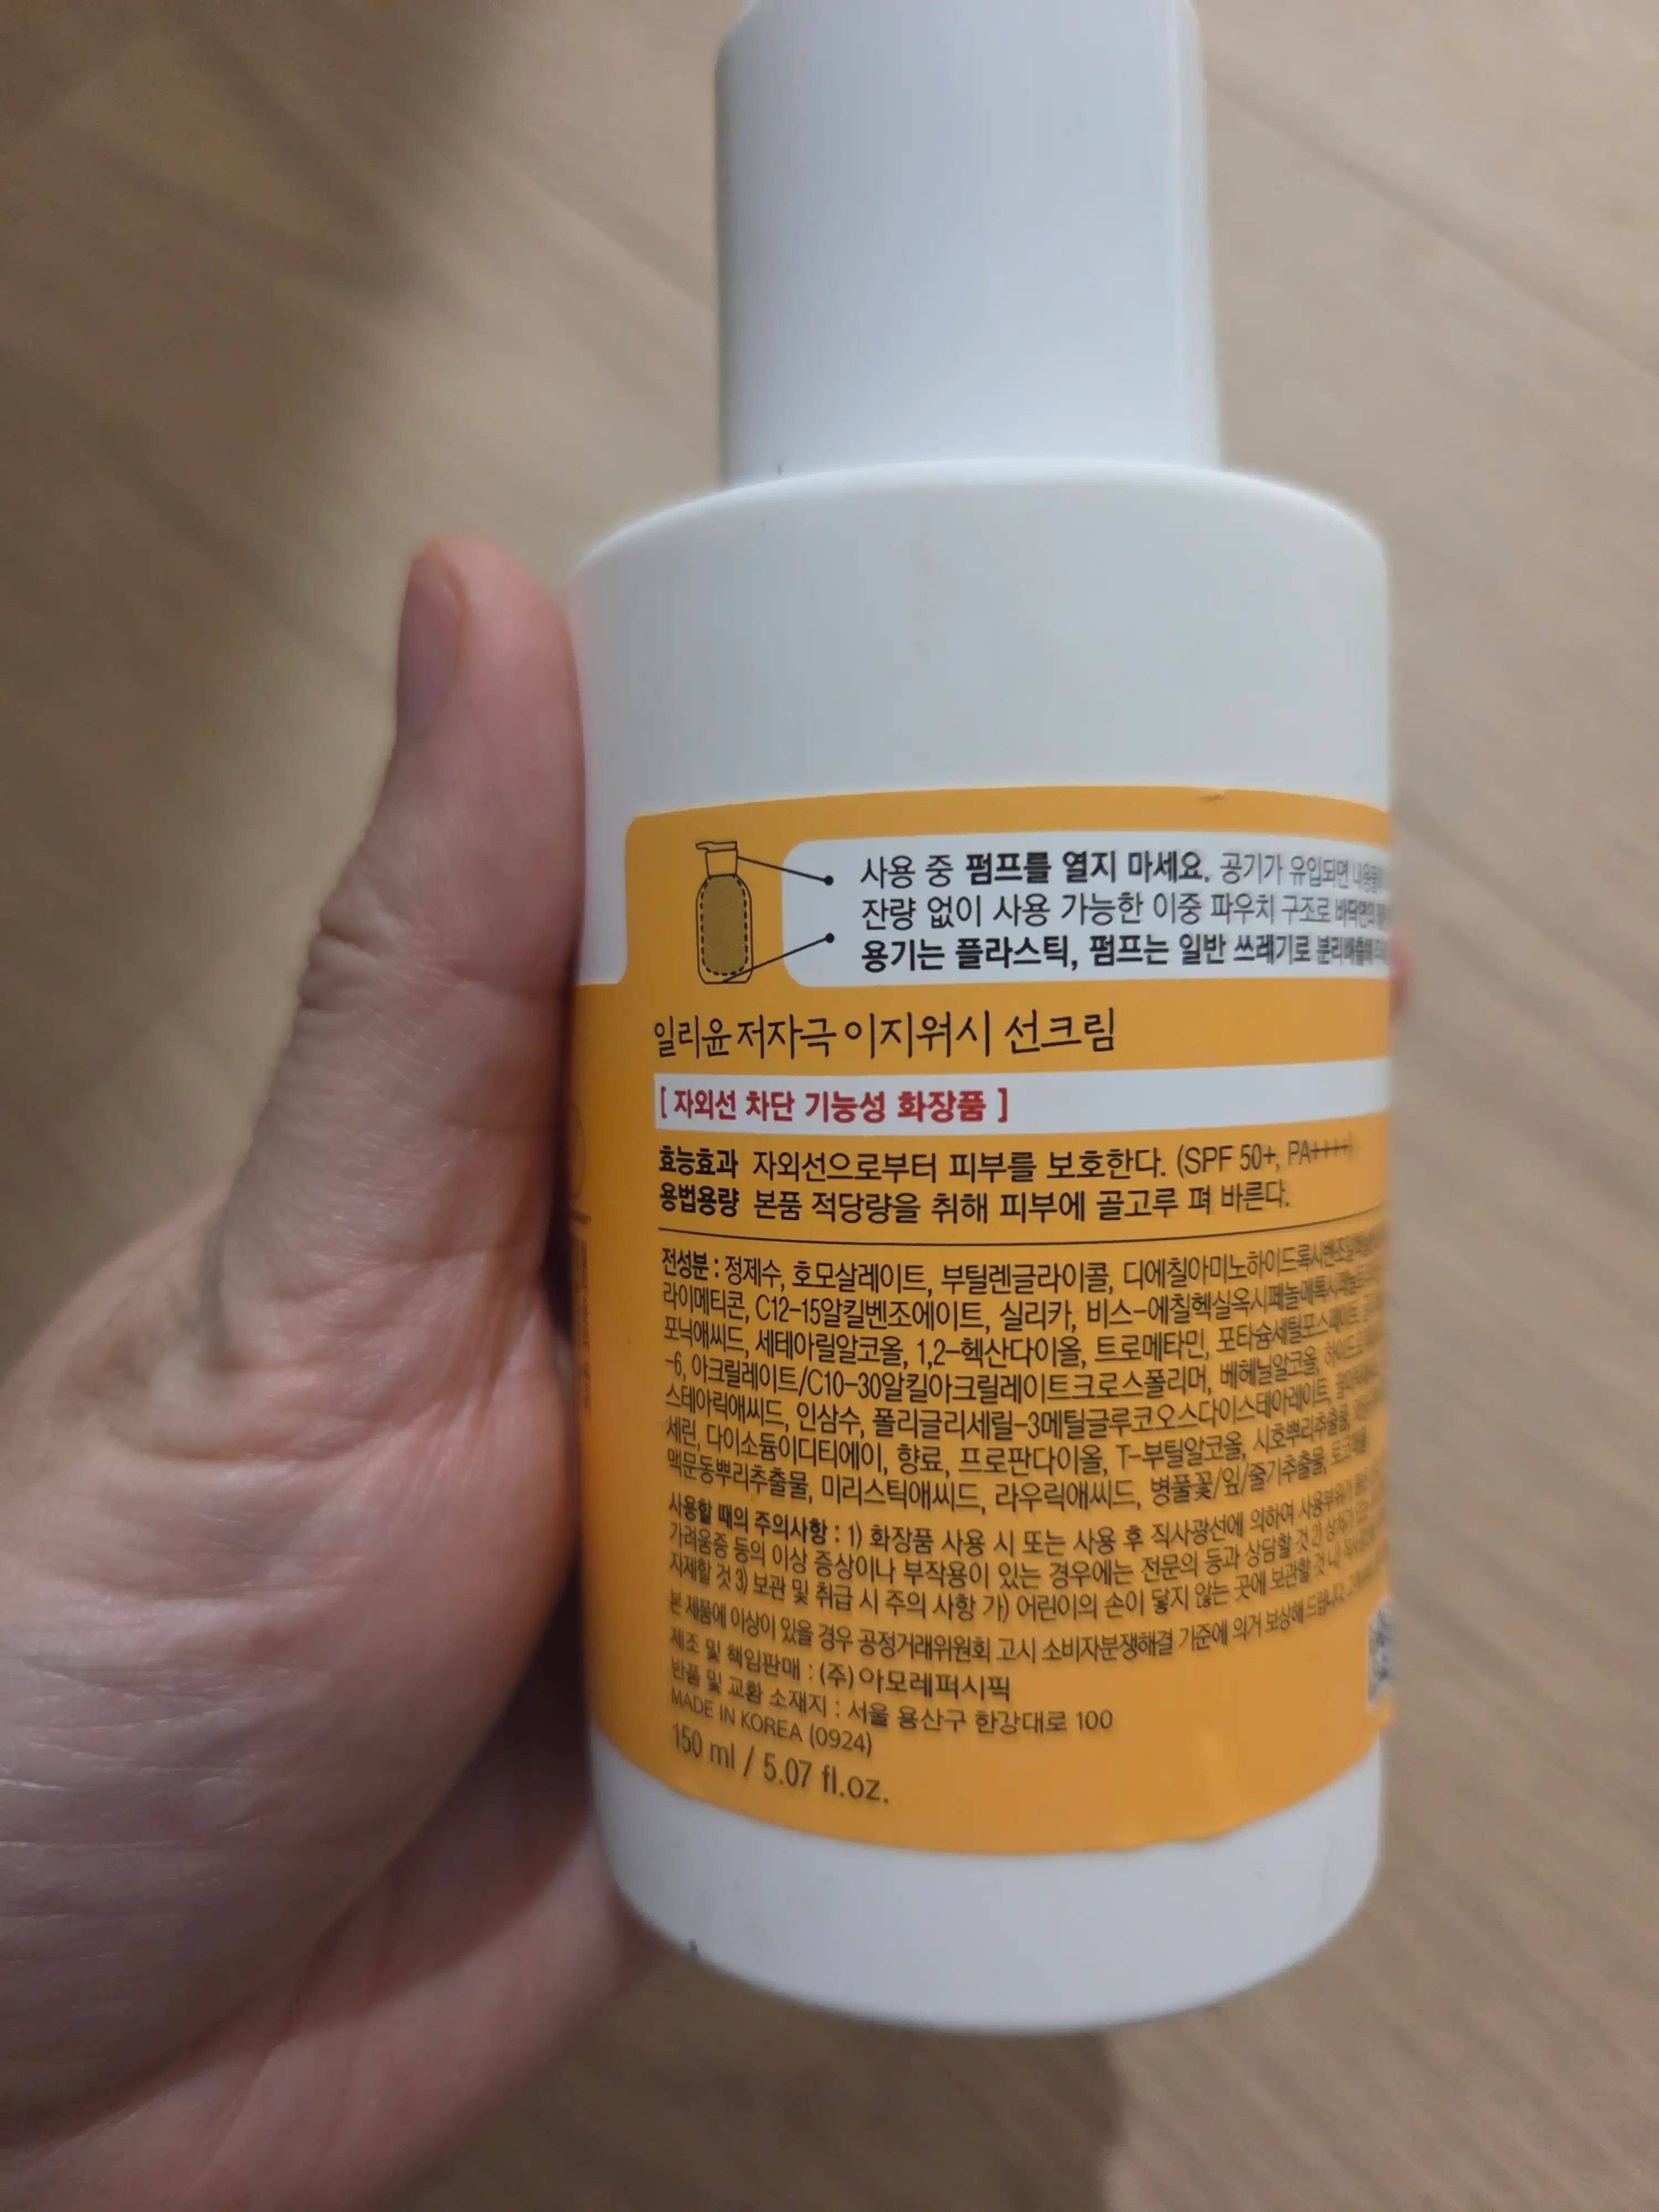 사용 중 펌프를 열지 마세요. 공기가 유입되면
잔량 없이 사용 가능한 이중 파우치 구조로
용기는 플라스틱, 펌프는 일반 쓰레기로
일리윤 저자극 이지워시 선크림
[ 자외선 차단 기능성 화장품 ]
효능효과 자외선으로부터 피부를 보호한다. (SPF 50+, PA++++)
용법용량 본품 적당량을 취해 피부에 골고루 펴 바른다.
전성분 : 정제수, 호모살레이트, 부틸렌글라이콜,
라이메티콘, C12-15알킬벤조에이트, 실리카,
포닉애씨드, 세테아릴알코올, 1,2-헥산다이올, 트로메타민,
-6, 아크릴레이트/C10-30알킬아크릴레이트크로스폴리머, 베헤닐알코올,
스테아릭애씨드, 인삼수, 폴리글리세릴-3메틸글루코오스다이스테아레이트,
세린, 다이소듐이디티에이, 향료, 프로판다이올, T-부틸알코올, 시호뿌리추출물,
맥문동뿌리추출물, 미리스틱애씨드, 라우릭애씨드, 병풀꽃/잎/줄기추출물,
사용할 때의 주의사항 : 1) 화장품 사용 시 또는 사용 후 직사광선에 의하여
가려움증 등의 이상 증상이나 부작용이 있는 경우에는 전문의 등과 상담할 것
자제할 것 3) 보관 및 취급 시 주의 사항 가) 어린이의 손이 닿지 않는 곳에 보관할 것
본 제품에 이상이 있을 경우 공정거래위원회 고시 소비자분쟁해결 기준에 의거 보상해
제조 및 책임판매 : (주)아모레퍼시픽
반품 및 교환 소재지 : 서울 용산구 한강대로 100
MADE IN KOREA (0924)
150 ml / 5.07 fl.oz.